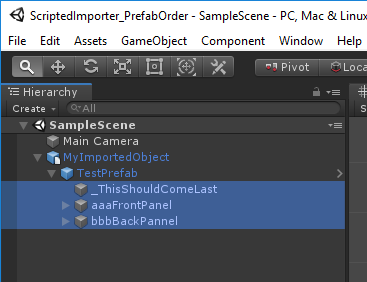 ScriptedImporter_PrefabOrder - SampleScene - PC, Mac & Linux
File Edit Assets GameObject Component Window Help
Pivot Loca
Hierarchy
Create All
SampleScene
Main Camera
MyImportedObject
TestPrefab
_ThisShouldComeLast
aaaFrontPanel
bbbBackPannel